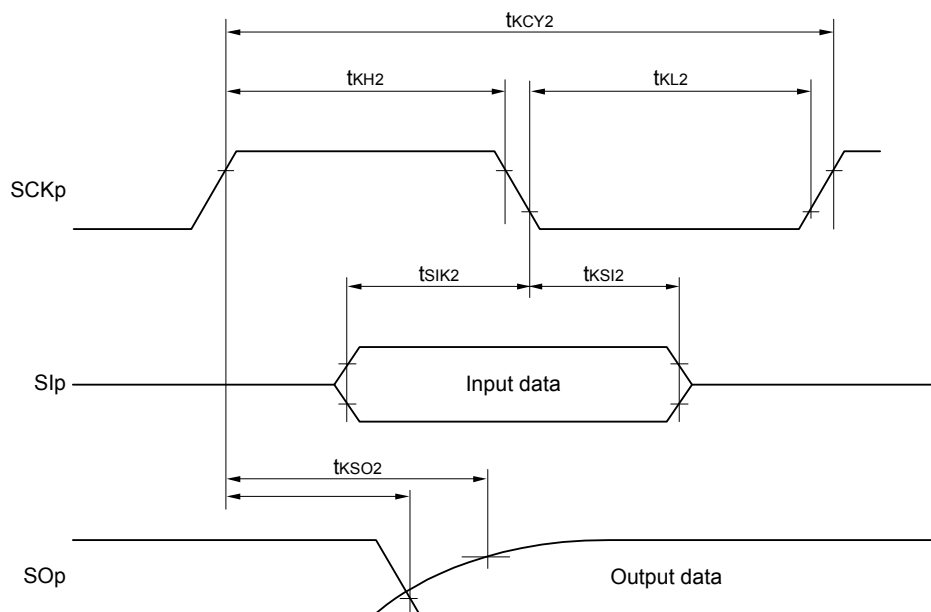 tKCY2
tKH2
tKL2
SCKp
tSIK2
tKSI2
SIp
Input data
tKSO2
SOp
Output data